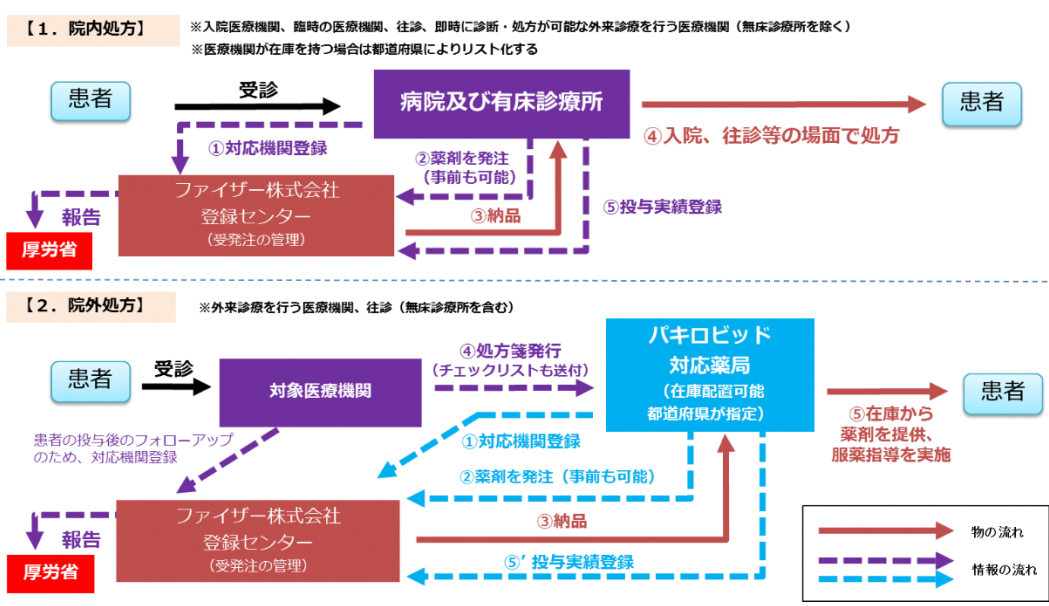 【１．院内処方】
※入院医療機関、臨時の医療機関、往診、即時に診断・処方が可能な外来診療を行う医療機関（無床診療所を除く）
※医療機関が在庫を持つ場合は都道府県によりリスト化する
患者
受診
病院及び有床診療所
④入院、往診等の場面で処方
患者
①対応機関登録
②薬剤を発注
（事前も可能）
③納品
⑤投与実績登録
ファイザー株式会社
登録センター
（受発注の管理）
報告
厚労省
【２．院外処方】
※外来診療を行う医療機関、往診（無床診療所を含む）
患者
受診
対象医療機関
④処方箋発行
（チェックリストも送付）
パキロビッド
対応薬局
（在庫配置可能
都道府県が指定）
⑤在庫から
薬剤を提供、
服薬指導を実施
患者
患者の投与後のフォローアップ
のため、対応機関登録
①対応機関登録
②薬剤を発注（事前も可能）
③納品
⑤’投与実績登録
ファイザー株式会社
登録センター
（受発注の管理）
報告
厚労省
物の流れ
情報の流れ